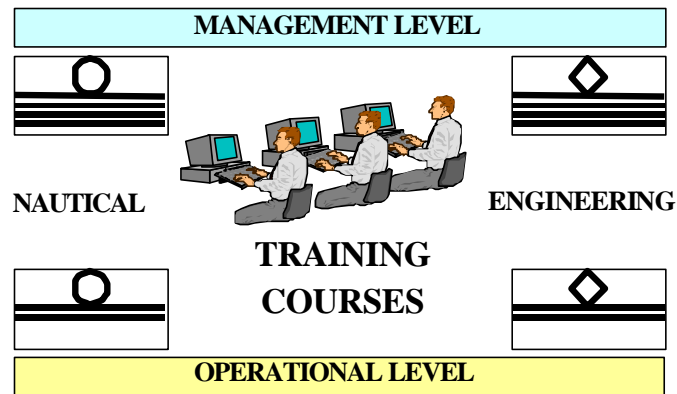 MANAGEMENT LEVEL
NAUTICAL
ENGINEERING
TRAINING
COURSES
OPERATIONAL LEVEL